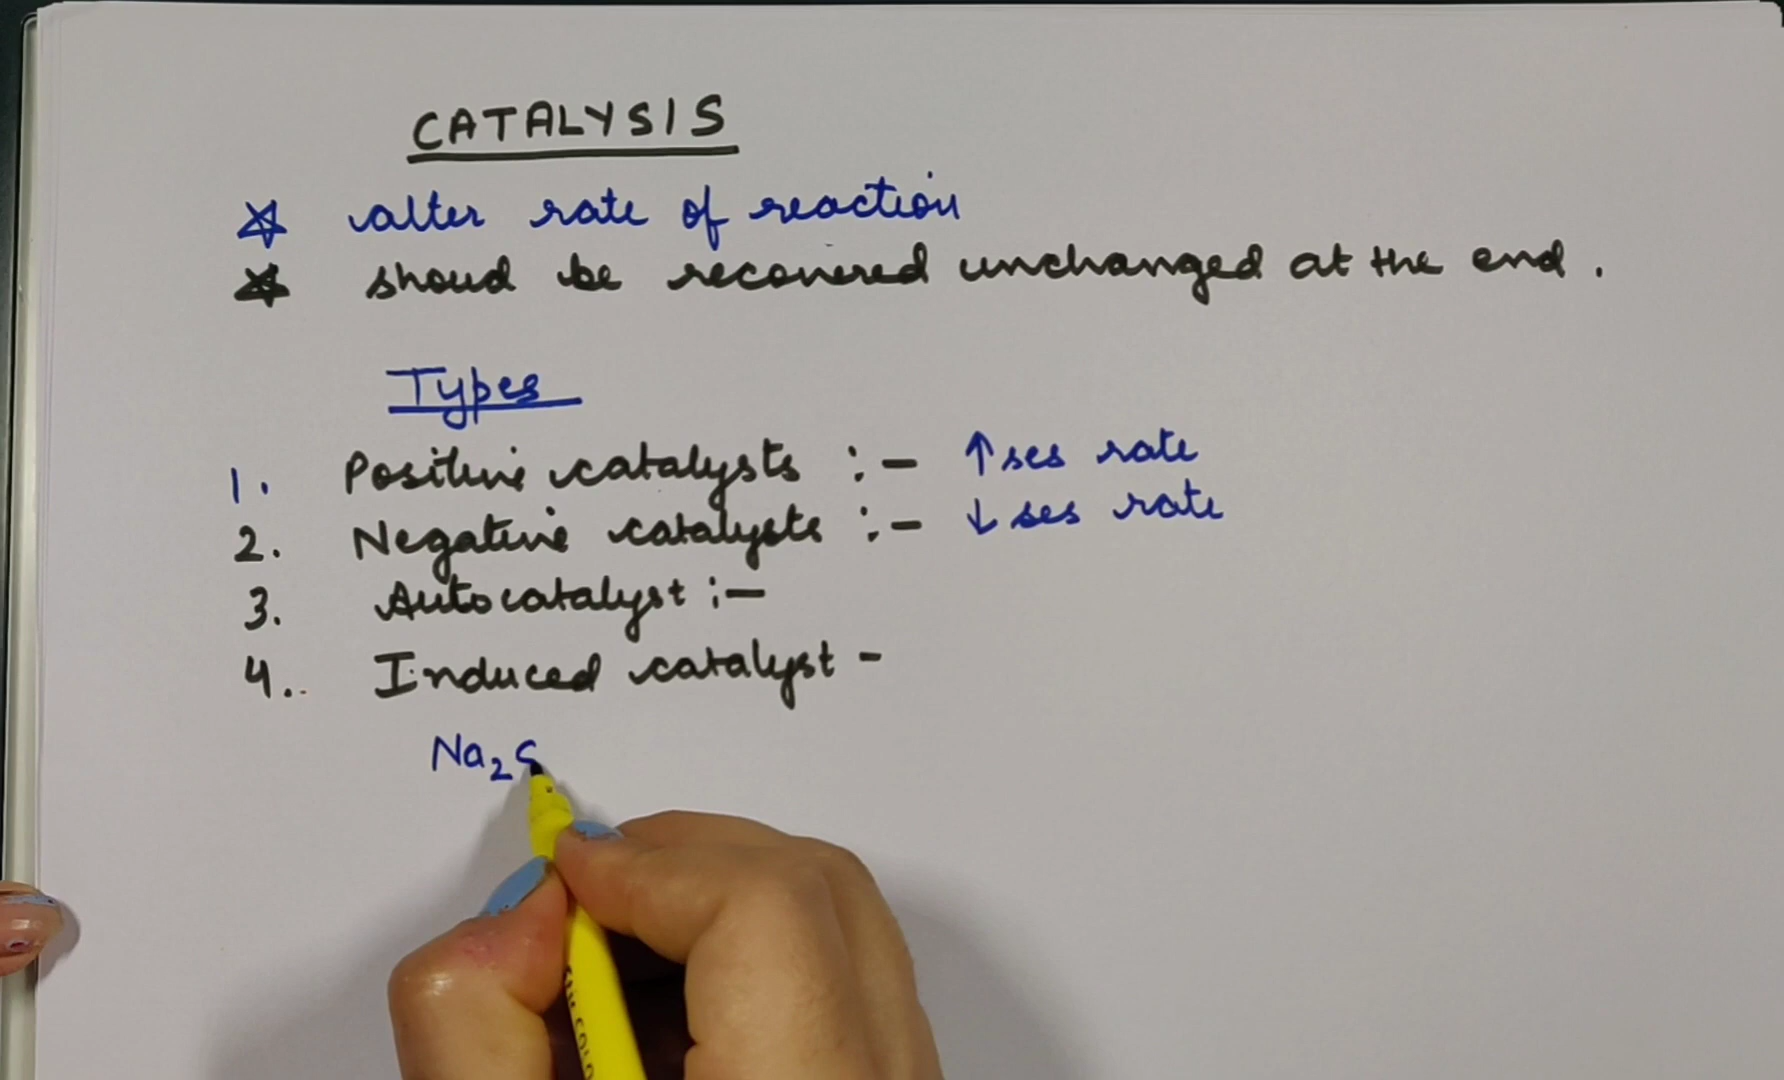 CATALYSIS
alter rate of reaction
shoud be recovered unchanged at the end.
Types
1. Positive catalysts :- ↑ses rate
2. Negative catalysts :- ↓ses rate
3. Autocatalyst :-
4.. Induced catalyst -
Na₂S